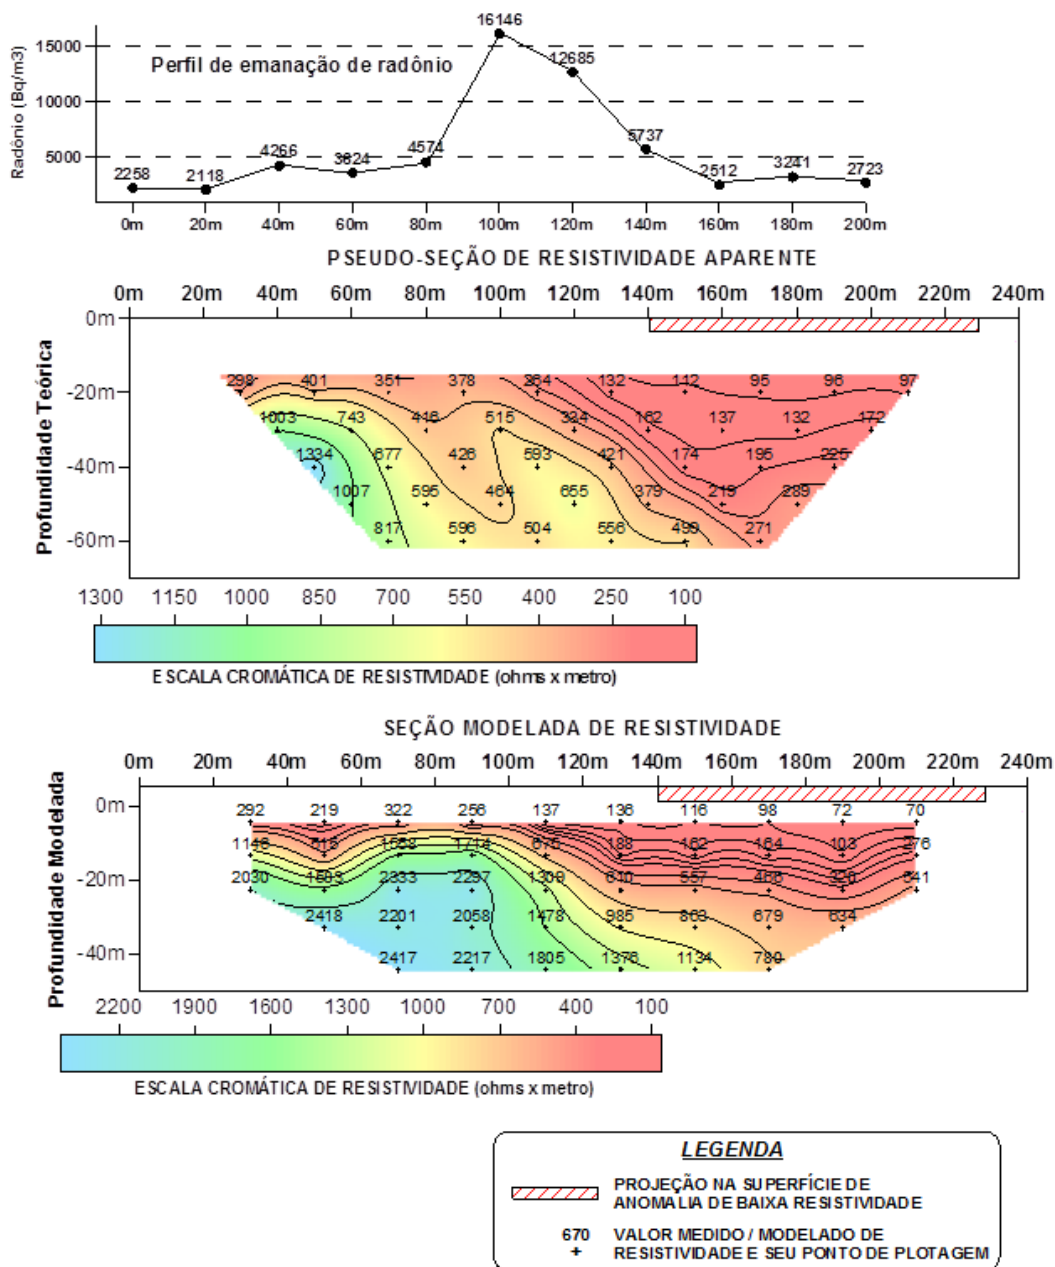 16146
15000
12685
Perfil de emanação de radônio
Radônio (Bq/m3)
10000
5737
5000
4266 3624 4574
2258 2118 2512 3241 2723
0m 20m 40m 60m 80m 100m 120m 140m 160m 180m 200m
PSEUDO-SEÇÃO DE RESISTIVIDADE APARENTE
0m 20m 40m 60m 80m 100m 120m 140m 160m 180m 200m 220m 240m
0m
Profundidade Teórica
-20m
298 401 351 378 264 132 142 95 96 97
1003 743 446 515 324 162 137 132 172
-40m
1334 677 426 593 421 174 195 225
1007 595 464 655 379 219 289
-60m
817 596 504 556 499 271
1300 1150 1000 850 700 550 400 250 100
ESCALA CROMÁTICA DE RESISTIVIDADE (ohms x metro)
SEÇÃO MODELADA DE RESISTIVIDADE
0m 20m 40m 60m 80m 100m 120m 140m 160m 180m 200m 220m 240m
Profundidade Modelada
0m
292 219 322 256 137 136 116 98 72 70
1146 1568 1714 675 188 162 164 103 276
-20m
2030 2333 2297 1309 610 557 466 641
2418 2201 2058 1478 985 863 679 634
-40m
2417 2217 1805 1376 1134 780
2200 1900 1600 1300 1000 700 400 100
ESCALA CROMÁTICA DE RESISTIVIDADE (ohms x metro)
LEGENDA
PROJEÇÃO NA SUPERFÍCIE DE
ANOMALIA DE BAIXA RESISTIVIDADE
670 VALOR MEDIDO / MODELADO DE
RESISTIVIDADE E SEU PONTO DE PLOTAGEM